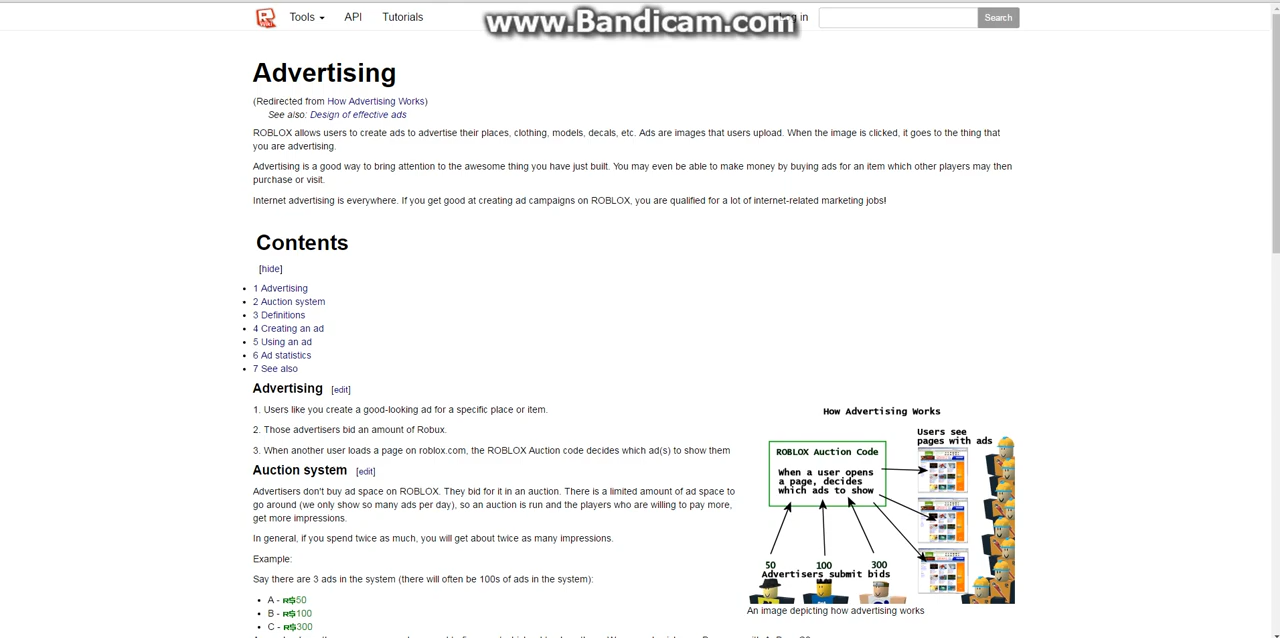 Tools
API
Tutorials
www.Bandicam.com
in
Search
Advertising
(Redirected from How Advertising Works)
See also: Design of effective ads
ROBLOX allows users to create ads to advertise their places, clothing, models, decals, etc. Ads are images that users upload. When the image is clicked, it goes to the thing that
you are advertising.
Advertising is a good way to bring attention to the awesome thing you have just built. You may even be able to make money by buying ads for an item which other players may then
purchase or visit.
Internet advertising is everywhere. If you get good at creating ad campaigns on ROBLOX, you are qualified for a lot of internet-related marketing jobs!
Contents
[hide]
1 Advertising
2 Auction system
3 Definitions
4 Creating an ad
5 Using an ad
6 Ad statistics
7 See also
Advertising [edit]
1. Users like you create a good-looking ad for a specific place or item.
2. Those advertisers bid an amount of Robux.
3. When another user loads a page on roblox.com, the ROBLOX Auction code decides which ad(s) to show them
Auction system [edit]
Advertisers don't buy ad space on ROBLOX. They bid for it in an auction. There is a limited amount of ad space to
go around (we only show so many ads per day), so an auction is run and the players who are willing to pay more,
get more impressions.
In general, if you spend twice as much, you will get about twice as many impressions.
Example:
Say there are 3 ads in the system (there will often be 100s of ads in the system):
A - R$50
B - R$100
C - R$300
How Advertising Works
Users see
pages with ads
ROBLOX Auction Code
When a user opens
a page, decides
which ads to show
50 100 300
Advertisers submit bids
An image depicting how advertising works